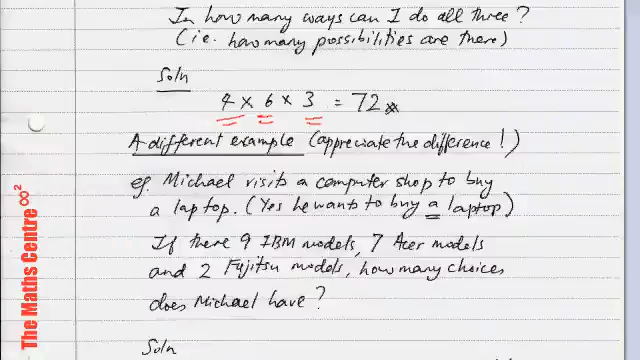 In how many ways can I do all three?
(i.e. how many possibilities are there)
Soln
4 × 6 × 3 = 72
A different example (appreciate the difference!)
eg. Michael visits a computer shop to buy
a laptop. (Yes he wants to buy a laptop)
If there 9 IBM models, 7 Acer models
and 2 Fujitsu models, how many choices
does Michael have?
Soln
The Maths Centre ∞²